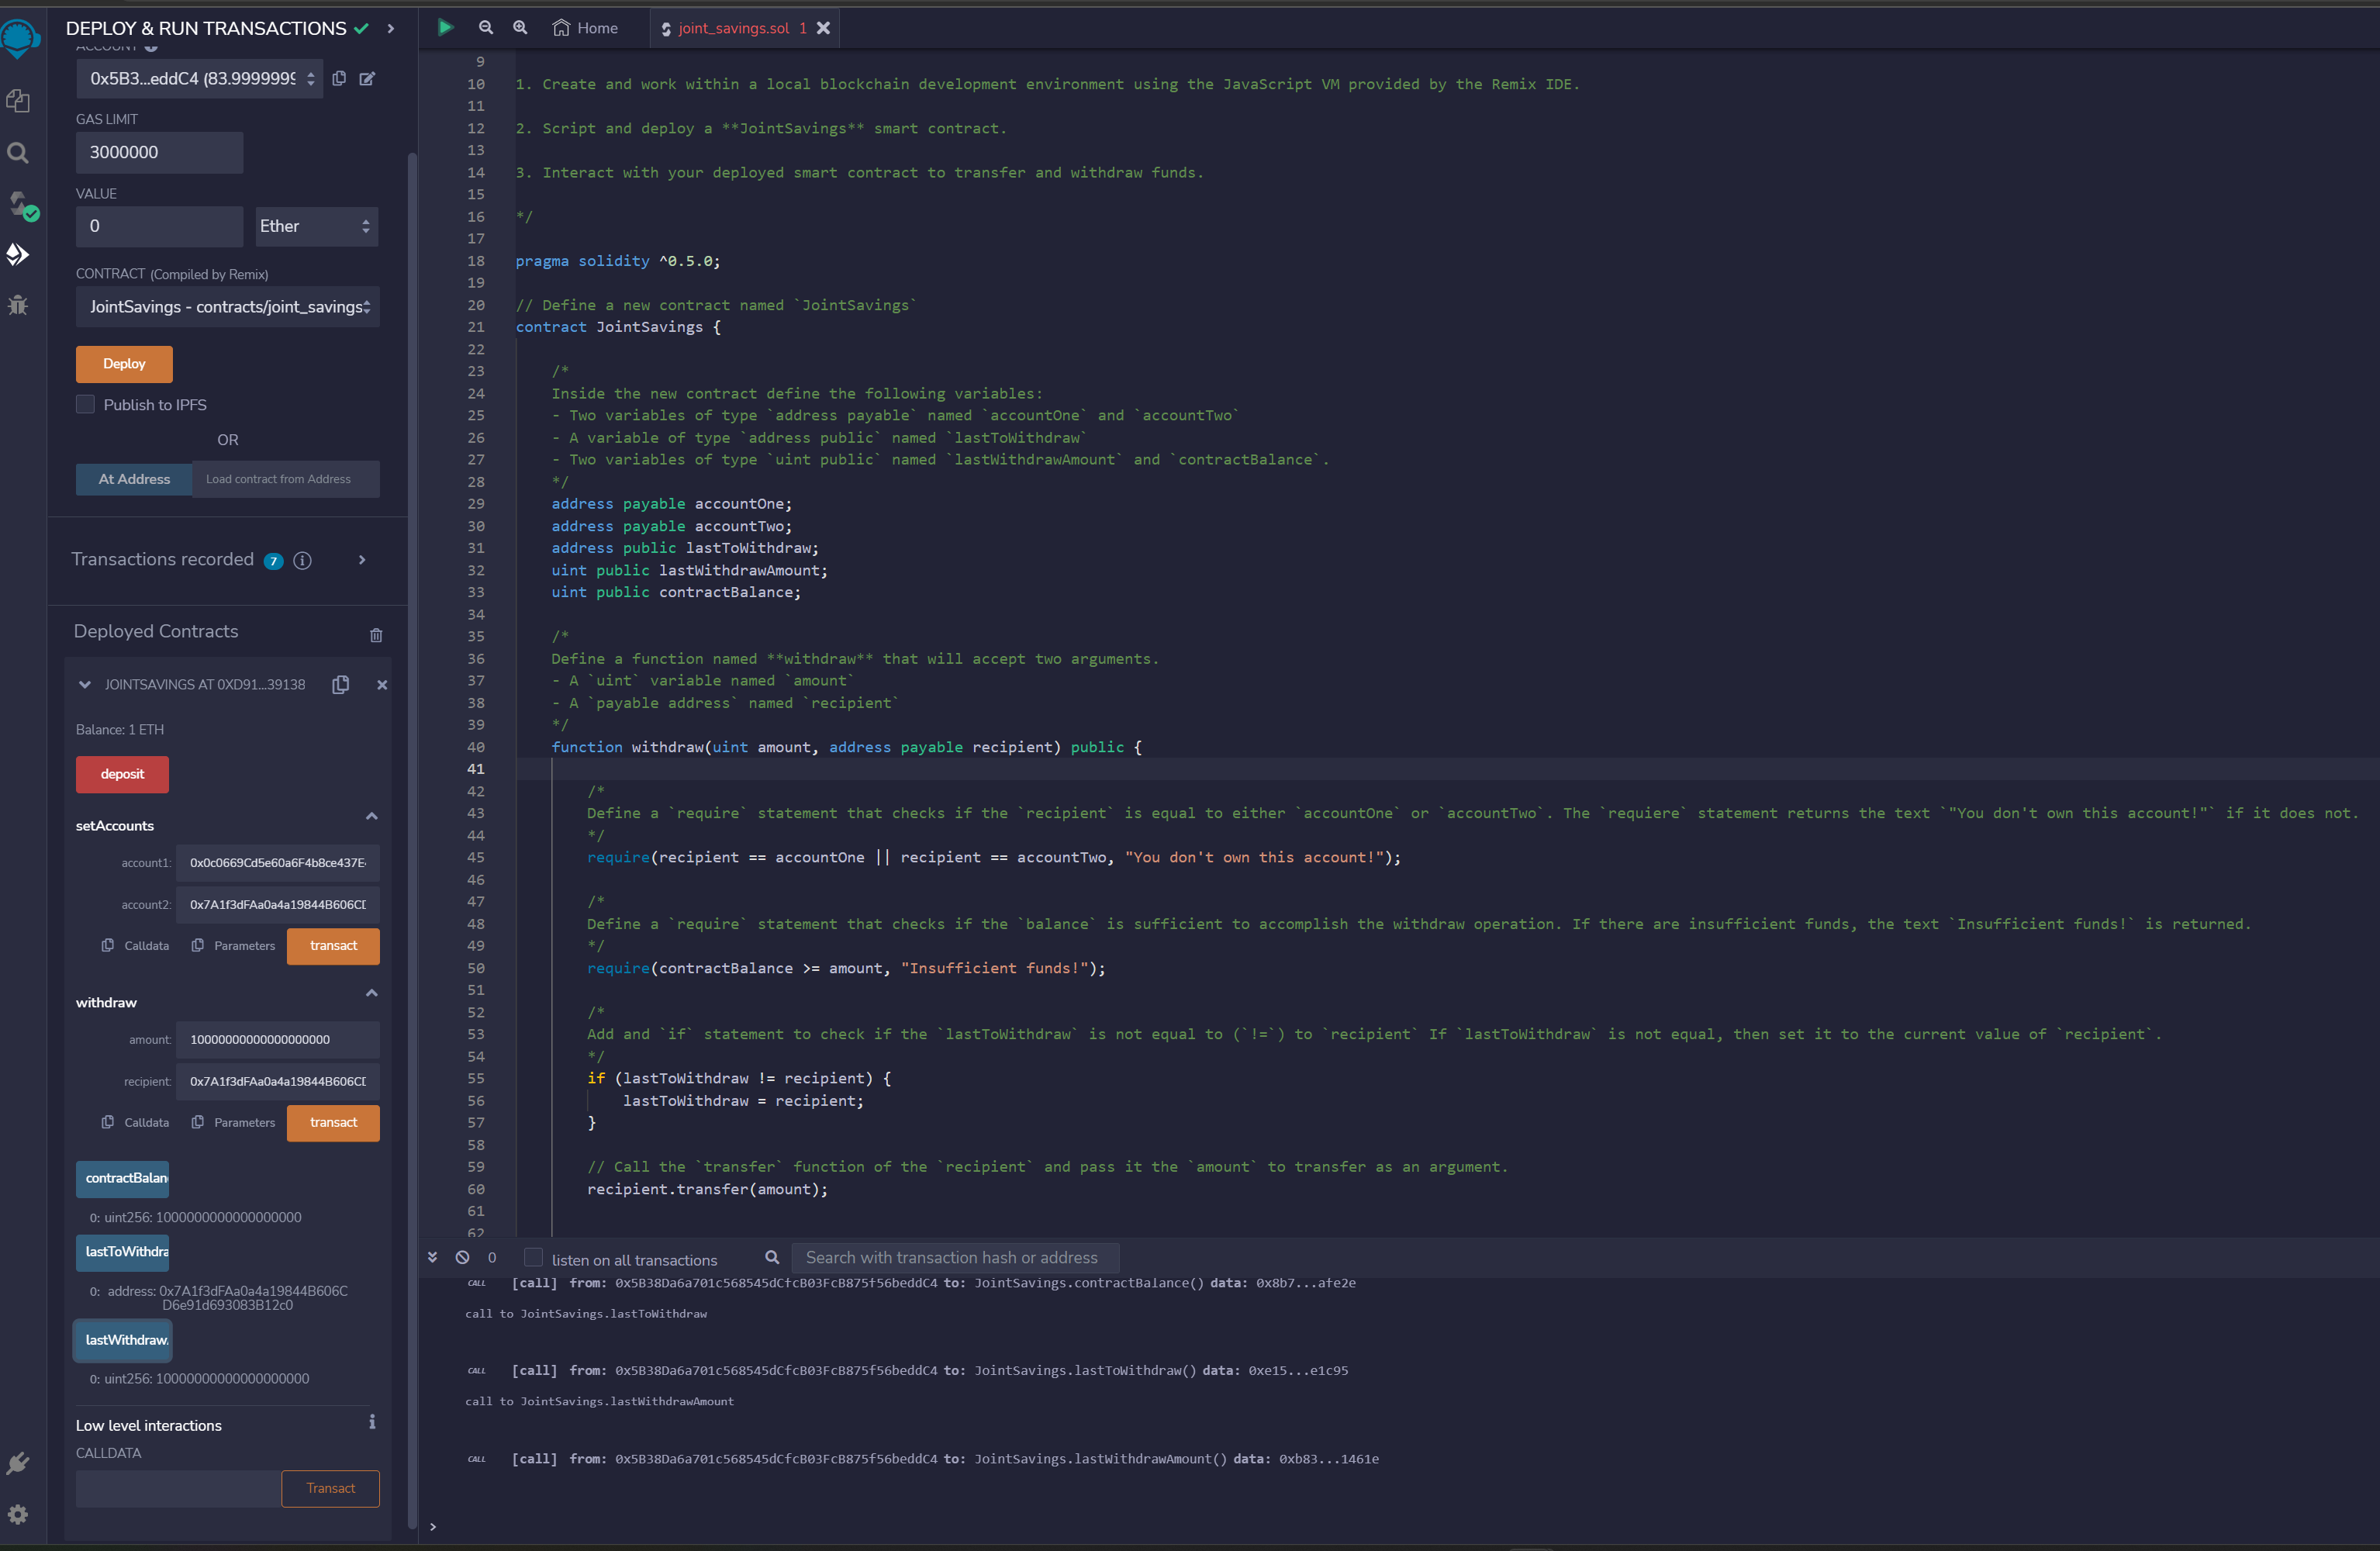 DEPLOY & RUN TRANSACTIONS
ACCOUNT
0x5B3...eddC4 (83.9999999
GAS LIMIT
3000000
VALUE
0
Ether
CONTRACT (Compiled by Remix)
JointSavings - contracts/joint_savings
Deploy
Publish to IPFS
OR
At Address
Load contract from Address
Transactions recorded 7 i
Deployed Contracts
JOINTSAVINGS AT 0XD91...39138
Balance: 1 ETH
deposit
setAccounts
account1: 0x0c0669Cd5e60a6F4b8ce437E
account2: 0x7A1f3dFAa0a4a19844B606CD
Calldata Parameters transact
withdraw
amount: 10000000000000000000
recipient: 0x7A1f3dFAa0a4a19844B606CD
Calldata Parameters transact
contractBalan
0: uint256: 1000000000000000000
lastToWithdra
0: address: 0x7A1f3dFAa0a4a19844B606C
D6e91d693083B12c0
lastWithdraw
0: uint256: 10000000000000000000
Low level interactions i
CALLDATA
Transact
Home
joint_savings.sol 1
9
10 1. Create and work within a local blockchain development environment using the JavaScript VM provided by the Remix IDE.
11
12 2. Script and deploy a **JointSavings** smart contract.
13
14 3. Interact with your deployed smart contract to transfer and withdraw funds.
15
16 */
17
18 pragma solidity ^0.5.0;
19
20 // Define a new contract named `JointSavings`
21 contract JointSavings {
22
23 /*
24 Inside the new contract define the following variables:
25 - Two variables of type `address payable` named `accountOne` and `accountTwo`
26 - A variable of type `address public` named `lastToWithdraw`
27 - Two variables of type `uint public` named `lastWithdrawAmount` and `contractBalance`.
28 */
29 address payable accountOne;
30 address payable accountTwo;
31 address public lastToWithdraw;
32 uint public lastWithdrawAmount;
33 uint public contractBalance;
34
35 /*
36 Define a function named **withdraw** that will accept two arguments.
37 - A `uint` variable named `amount`
38 - A `payable address` named `recipient`
39 */
40 function withdraw(uint amount, address payable recipient) public {
41
42 /*
43 Define a `require` statement that checks if the `recipient` is equal to either `accountOne` or `accountTwo`. The `requiere` statement returns the text `"You don't own this account!"` if it does not.
44 */
45 require(recipient == accountOne || recipient == accountTwo, "You don't own this account!");
46
47 /*
48 Define a `require` statement that checks if the `balance` is sufficient to accomplish the withdraw operation. If there are insufficient funds, the text `Insufficient funds!` is returned.
49 */
50 require(contractBalance >= amount, "Insufficient funds!");
51
52 /*
53 Add and `if` statement to check if the `lastToWithdraw` is not equal to (`!=`) to `recipient` If `lastToWithdraw` is not equal, then set it to the current value of `recipient`.
54 */
55 if (lastToWithdraw != recipient) {
56 lastToWithdraw = recipient;
57 }
58
59 // Call the `transfer` function of the `recipient` and pass it the `amount` to transfer as an argument.
60 recipient.transfer(amount);
61
62
0 listen on all transactions Search with transaction hash or address
CALL [call] from: 0x5B38Da6a701c568545dCfcB03FcB875f56beddC4 to: JointSavings.contractBalance() data: 0x8b7...afe2e
call to JointSavings.lastToWithdraw
CALL [call] from: 0x5B38Da6a701c568545dCfcB03FcB875f56beddC4 to: JointSavings.lastToWithdraw() data: 0xe15...e1c95
call to JointSavings.lastWithdrawAmount
CALL [call] from: 0x5B38Da6a701c568545dCfcB03FcB875f56beddC4 to: JointSavings.lastWithdrawAmount() data: 0xb83...1461e
>